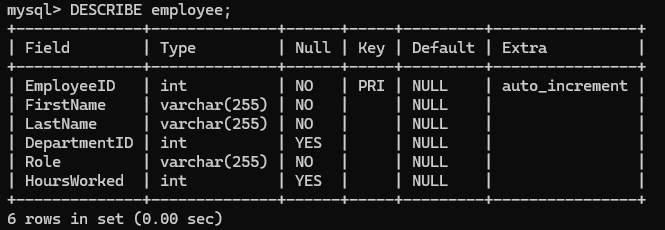 mysql> DESCRIBE employee;
+--------------+--------------+------+-----+---------+----------------+
| Field        | Type         | Null | Key | Default | Extra          |
+--------------+--------------+------+-----+---------+----------------+
| EmployeeID   | int          | NO   | PRI | NULL    | auto_increment |
| FirstName    | varchar(255) | NO   |     | NULL    |                |
| LastName     | varchar(255) | NO   |     | NULL    |                |
| DepartmentID | int          | YES  |     | NULL    |                |
| Role         | varchar(255) | NO   |     | NULL    |                |
| HoursWorked  | int          | YES  |     | NULL    |                |
+--------------+--------------+------+-----+---------+----------------+
6 rows in set (0.00 sec)